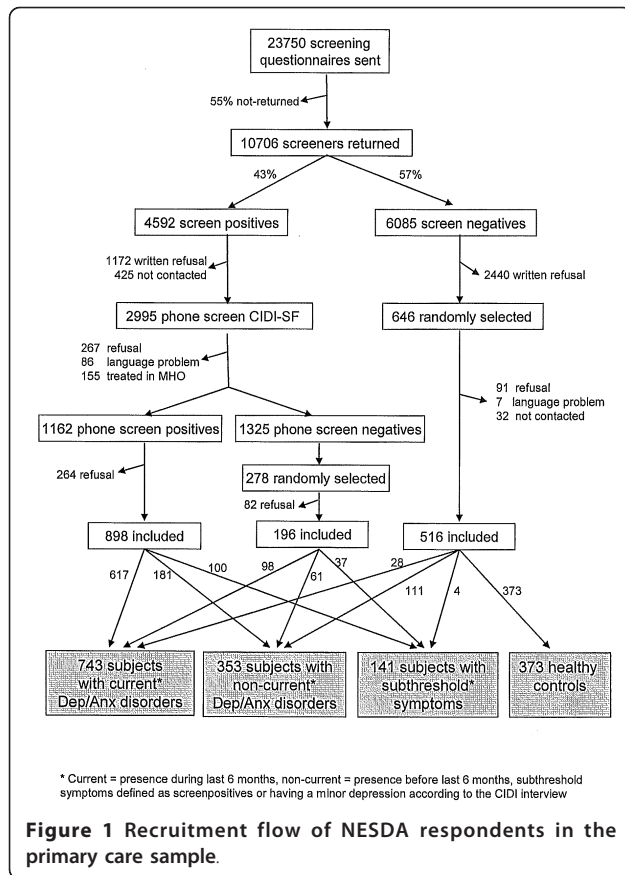 23750 screening
questionnaires sent
55% not-returned
10706 screeners returned
43%
57%
4592 screen positives
6085 screen negatives
1172 written refusal
425 not contacted
2440 written refusal
2995 phone screen CIDI-SF
646 randomly selected
267 refusal
86 language problem
155 treated in MHO
91 refusal
7 language problem
32 not contacted
1162 phone screen positives
1325 phone screen negatives
264 refusal
278 randomly selected
82 refusal
898 included
196 included
516 included
617
181
100
98
61
37
28
111
4
373
743 subjects
with current*
Dep/Anx disorders
353 subjects with
non-current*
Dep/Anx disorders
141 subjects with
subthreshold*
symptoms
373 healthy
controls
* Current = presence during last 6 months, non-current = presence before last 6 months, subthreshold
symptoms defined as screenpositives or having a minor depression according to the CIDI interview
Figure 1 Recruitment flow of NESDA respondents in the
primary care sample.